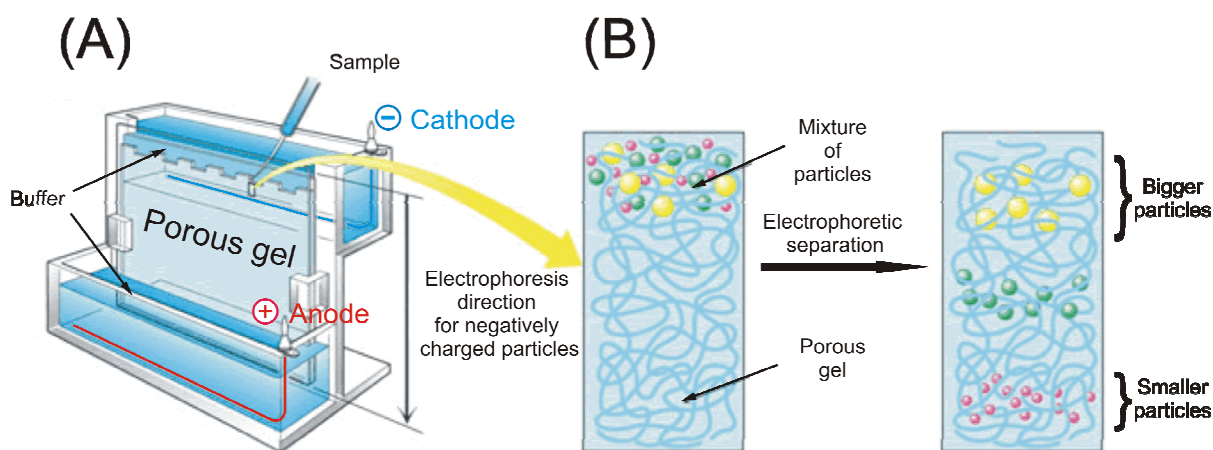 (A)
Sample
− Cathode
Buffer
Porous gel
+ Anode
Electrophoresis
direction
for negatively
charged particles
(B)
Mixture
of
particles
Electrophoretic
separation
Porous
gel
Bigger
particles
Smaller
particles